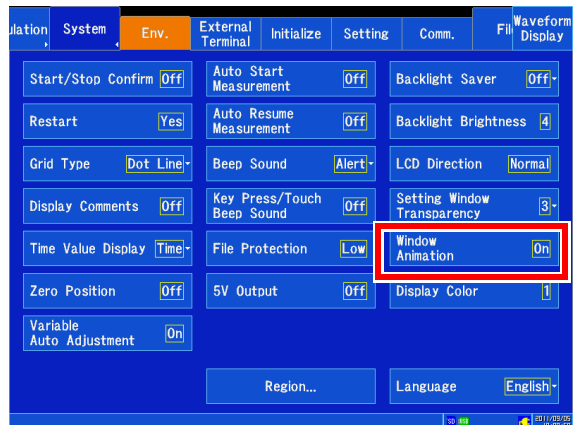 ulation System Env. External Terminal Initialize Setting Comm. Fil Waveform Display
Start/Stop Confirm Off
Auto Start Measurement Off
Backlight Saver Off
Restart Yes
Auto Resume Measurement Off
Backlight Brightness 4
Grid Type Dot Line
Beep Sound Alert
LCD Direction Normal
Display Comments Off
Key Press/Touch Beep Sound Off
Setting Window Transparency 3
Time Value Display Time
File Protection Low
Window Animation On
Zero Position Off
5V Output Off
Display Color 1
Variable Auto Adjustment On
Region...
Language English
SD USB 2011/09/05